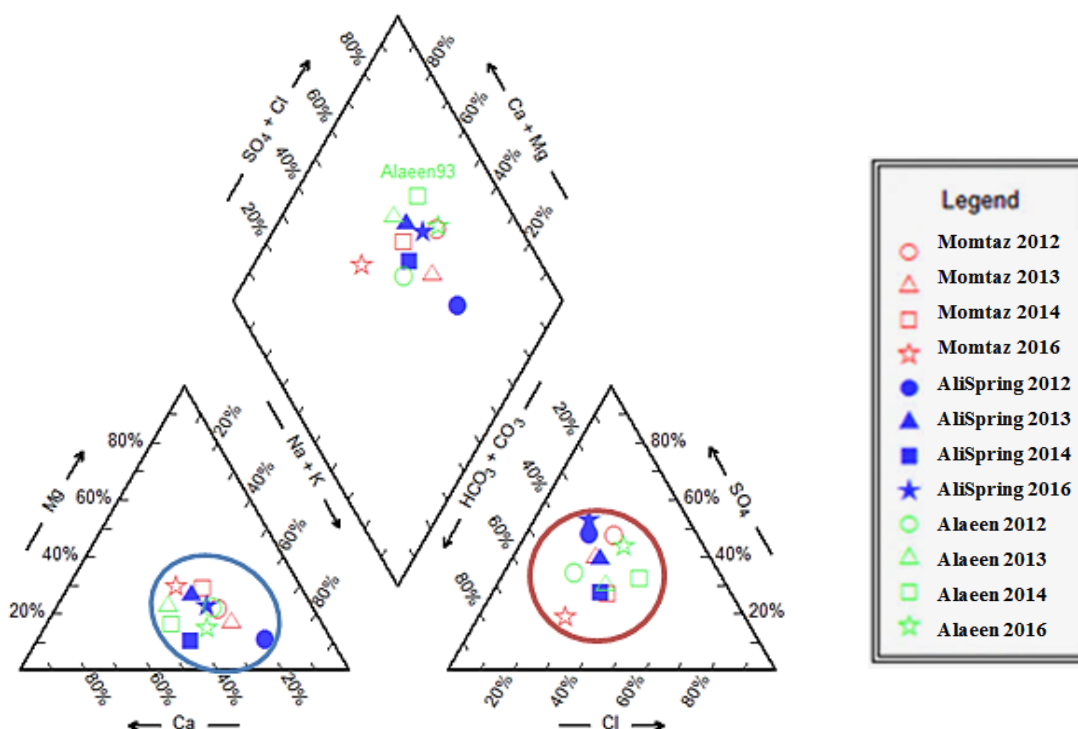 80%
80%
SO₄ + Cl
60%
60%
Ca + Mg
40%
40%
20%
20%
Alaeen93
Mg
80%
60%
40%
20%
20%
40%
60%
80%
Na + K
80%
60%
40%
20%
Ca
HCO₃ + CO₃
20%
40%
60%
80%
80%
60%
40%
20%
SO₄
20%
40%
60%
80%
Cl
Legend
Momtaz 2012
Momtaz 2013
Momtaz 2014
Momtaz 2016
AliSpring 2012
AliSpring 2013
AliSpring 2014
AliSpring 2016
Alaeen 2012
Alaeen 2013
Alaeen 2014
Alaeen 2016